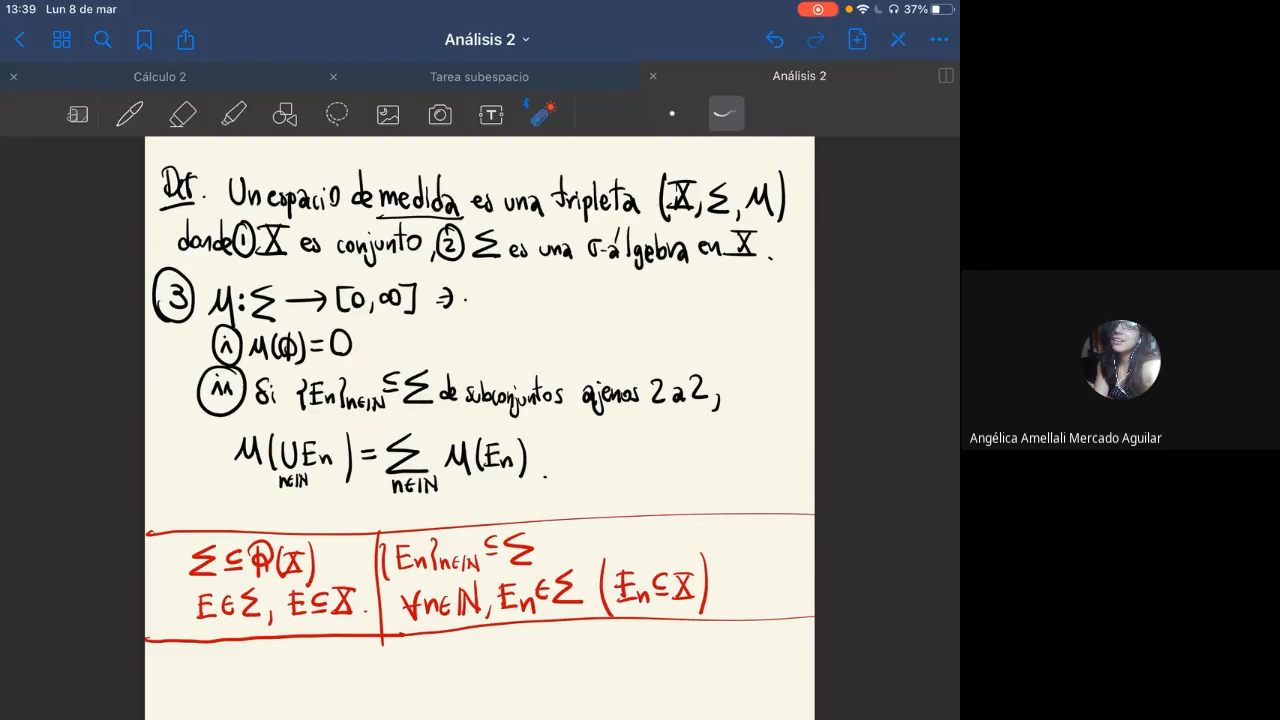 13:39 Lun 8 de mar
37%
Análisis 2
Cálculo 2
Tarea subespacio
Análisis 2
Def. Un espacio de medida es una tripleta (X, Σ, μ)
donde ① X es conjunto, ② Σ es una σ-álgebra en X.
③ μ: Σ → [0, ∞] ∋.
ⓘ μ(∅) = 0
ⓘⓘ Si {En}n∈ℕ ⊆ Σ de subconjuntos ajenos 2 a 2,
μ(∪ En) = Σ μ(En).
n∈ℕ n∈ℕ
Σ ⊆ P(X)
E ∈ Σ, E ⊆ X.
{En}n∈ℕ ⊆ Σ
∀n∈ℕ, En ∈ Σ (En ⊆ X)
Angélica Amellali Mercado Aguilar